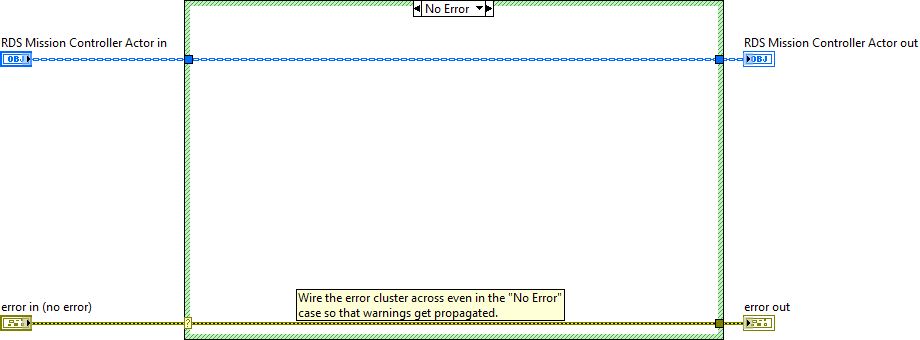 No Error
RDS Mission Controller Actor in
RDS Mission Controller Actor out
OBJ
OBJ
error in (no error)
Wire the error cluster across even in the "No Error"
case so that warnings get propagated.
error out
?